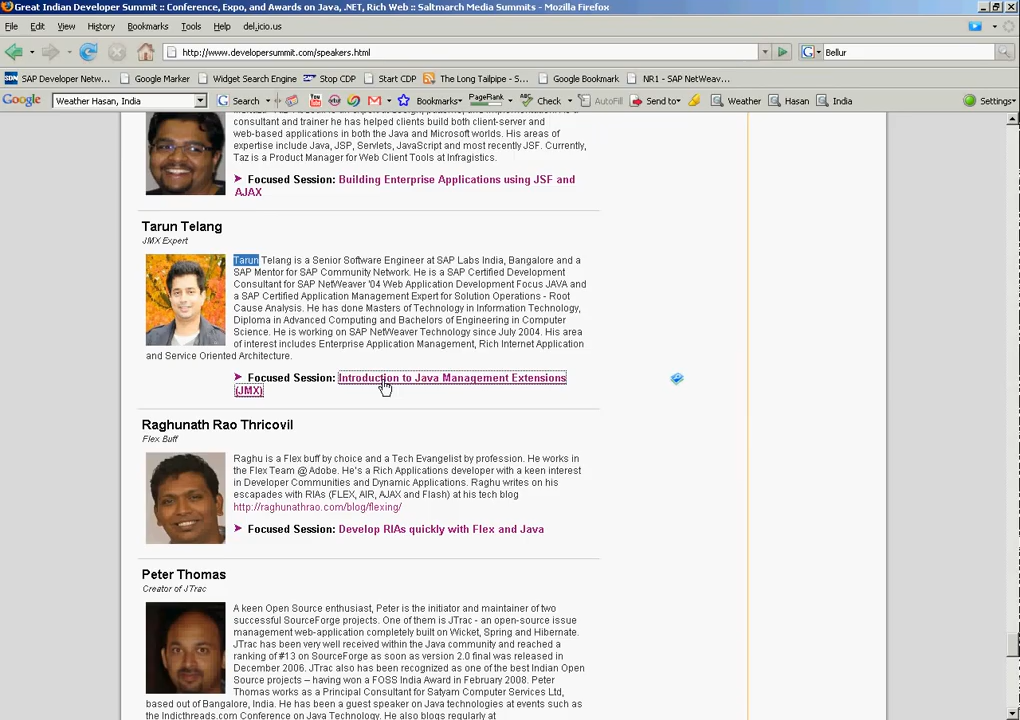 Great Indian Developer Summit :: Conference, Expo, and Awards on Java, .NET, Rich Web :: Saltmarch Media Summits - Mozilla Firefox
File Edit View History Bookmarks Tools Help del.icio.us
http://www.developersummit.com/speakers.html
G Bellur
SAP Developer Netw... Google Marker Widget Search Engine Stop CDP Start CDP The Long Tailpipe - S... Google Bookmark NR1 - SAP NetWeav...
Google Weather Hasan, India G Search Bookmarks PageRank Check AutoFill Send to Weather Hasan India Settings
consultant and trainer he has helped clients build both client-server and
web-based applications in both the Java and Microsoft worlds. His areas of
expertise include Java, JSP, Servlets, JavaScript and most recently JSF. Currently,
Taz is a Product Manager for Web Client Tools at Infragistics.
Focused Session: Building Enterprise Applications using JSF and
AJAX
Tarun Telang
JMX Expert
Tarun Telang is a Senior Software Engineer at SAP Labs India, Bangalore and a
SAP Mentor for SAP Community Network. He is a SAP Certified Development
Consultant for SAP NetWeaver '04 Web Application Development Focus JAVA and
a SAP Certified Application Management Expert for Solution Operations - Root
Cause Analysis. He has done Masters of Technology in Information Technology,
Diploma in Advanced Computing and Bachelors of Engineering in Computer
Science. He is working on SAP NetWeaver Technology since July 2004. His area
of interest includes Enterprise Application Management, Rich Internet Application
and Service Oriented Architecture.
Focused Session: Introduction to Java Management Extensions
(JMX)
Raghunath Rao Thricovil
Flex Buff
Raghu is a Flex buff by choice and a Tech Evangelist by profession. He works in
the Flex Team @ Adobe. He's a Rich Applications developer with a keen interest
in Developer Communities and Dynamic Applications. Raghu writes on his
escapades with RIAs (FLEX, AIR, AJAX and Flash) at his tech blog
http://raghunathrao.com/blog/flexing/
Focused Session: Develop RIAs quickly with Flex and Java
Peter Thomas
Creator of JTrac
A keen Open Source enthusiast, Peter is the initiator and maintainer of two
successful SourceForge projects. One of them is JTrac - an open-source issue
management web-application completely built on Wicket, Spring and Hibernate.
JTrac has been very well received within the Java community and reached a
ranking of #13 on SourceForge as soon as version 2.0 final was released in
December 2006. JTrac also has been recognized as one of the best Indian Open
Source projects – having won a FOSS India Award in February 2008. Peter
Thomas works as a Principal Consultant for Satyam Computer Services Ltd,
based out of Bangalore, India. He has been a guest speaker on Java technologies at events such as
the Indicthreads.com Conference on Java Technology. He also blogs regularly at